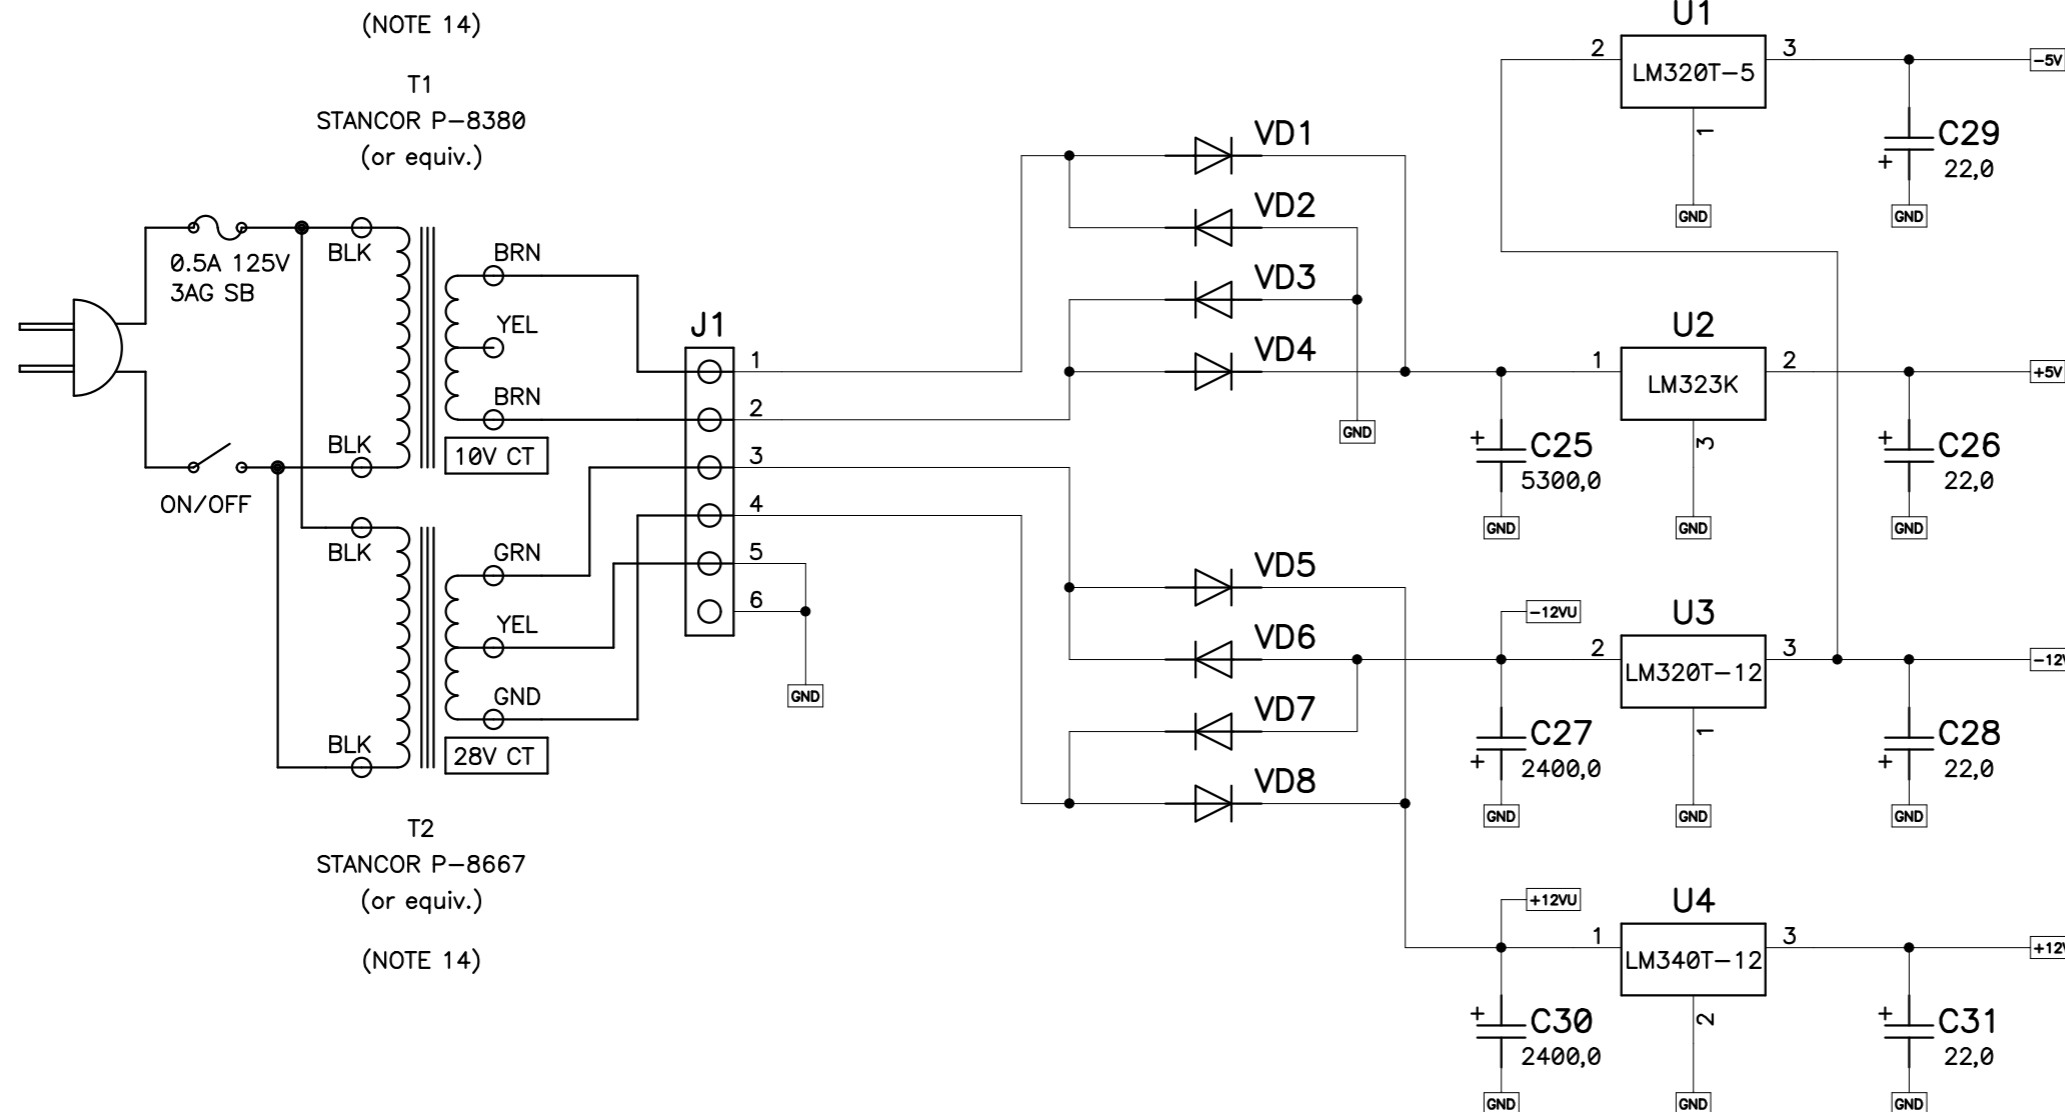 (NOTE 14)
T1
STANCOR P-8380
(or equiv.)
0.5A 125V
3AG SB
ON/OFF
BLK
BLK
BLK
BLK
BRN
YEL
BRN
10V CT
GRN
YEL
GND
28V CT
T2
STANCOR P-8667
(or equiv.)
(NOTE 14)
J1
1
2
3
4
5
6
GND
VD1
VD2
VD3
VD4
GND
VD5
VD6
VD7
VD8
U1
2
LM320T-5
3
1
GND
-5V
C29
+
22,0
GND
U2
1
LM323K
2
3
GND
+5V
+
C25
5300,0
GND
+
C26
22,0
GND
-12VU
U3
2
LM320T-12
3
1
GND
C27
+
2400,0
GND
C28
+
22,0
GND
+12VU
U4
1
LM340T-12
3
2
GND
+
C30
2400,0
GND
+
C31
22,0
GND